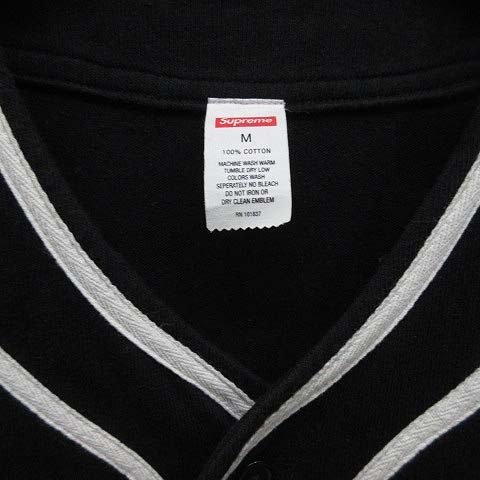 Supreme
M
100% COTTON
MACHINE WASH WARM
TUMBLE DRY LOW
COLORS WASH
SEPERATELY NO BLEACH
DO NOT IRON OR
DRY CLEAN EMBLEM
RN 101837